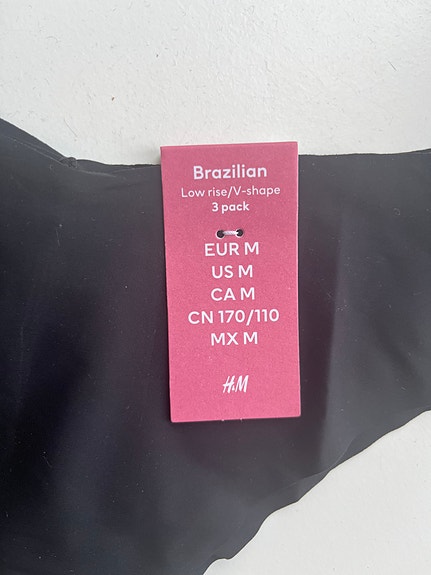 Brazilian
Low rise/V-shape
3 pack
EUR M
US M
CA M
CN 170/110
MX M
H&M